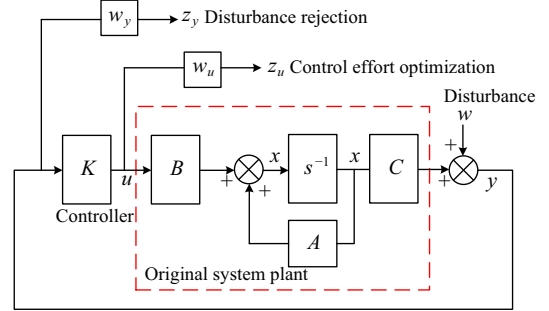 w_y
z_y Disturbance rejection
w_u
z_u Control effort optimization
Disturbance
w
+
K
u
B
+
+
x
s⁻¹
x
C
+
y
Controller
A
Original system plant